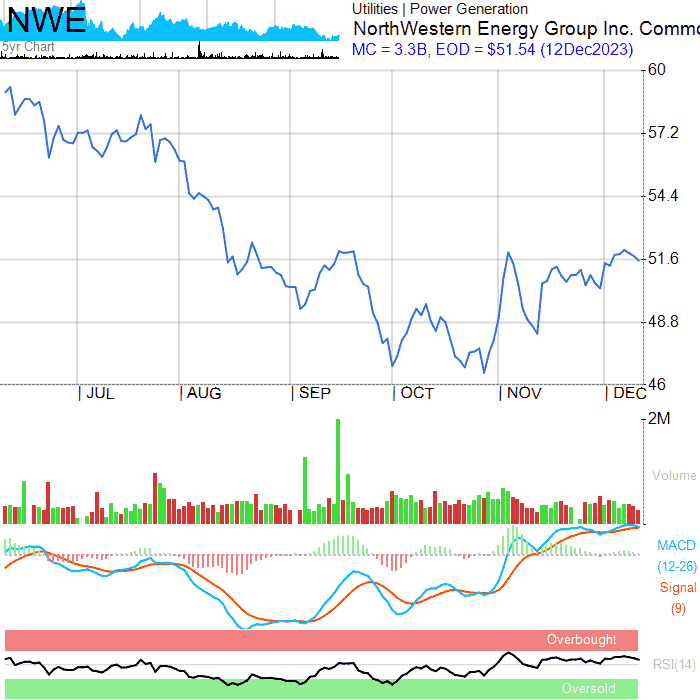 NWE
5yr Chart
Utilities | Power Generation
NorthWestern Energy Group Inc. Commo
MC = 3.3B, EOD = $51.54 (12Dec2023)
60
57.2
54.4
51.6
48.8
46
| JUL | AUG | SEP | OCT | NOV | DEC
2M
Volume
MACD
(12-26)
Signal
(9)
Overbought
RSI(14)
Oversold